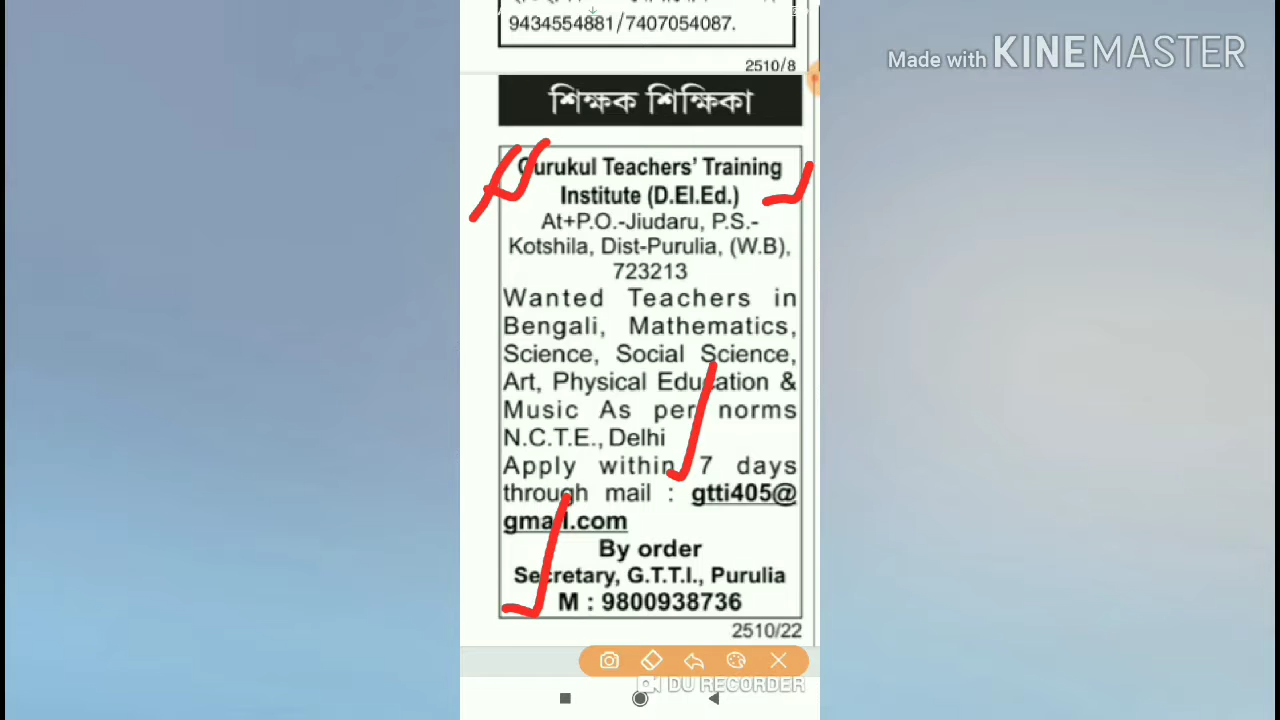 9434554881/7407054087.
2510/8
Made with KINEMASTER
শিক্ষক শিক্ষিকা
Gurukul Teachers' Training
Institute (D.El.Ed.)
At+P.O.-Jiudaru, P.S.-
Kotshila, Dist-Purulia, (W.B),
723213
Wanted Teachers in
Bengali, Mathematics,
Science, Social Science,
Art, Physical Education &
Music As per norms
N.C.T.E., Delhi
Apply within 7 days
through mail : gtti405@
gmail.com
By order
Secretary, G.T.T.I., Purulia
M : 9800938736
2510/22
DU RECORDER